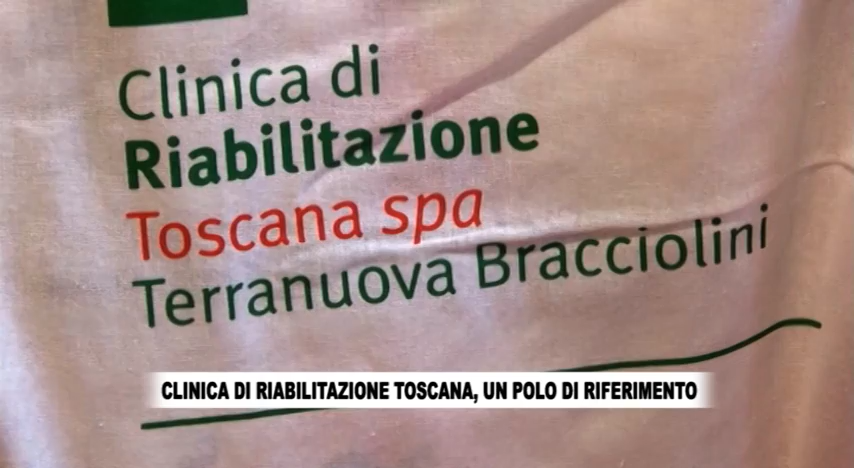 Clinica di
Riabilitazione
Toscana spa
Terranuova Bracciolini
CLINICA DI RIABILITAZIONE TOSCANA, UN POLO DI RIFERIMENTO